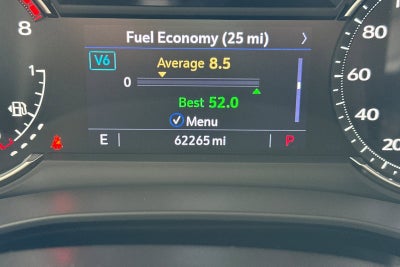 Fuel Economy (25 mi)
V6
Average 8.5
0
Best 52.0
Menu
E 62265 mi P
8
1
80
60
40
20